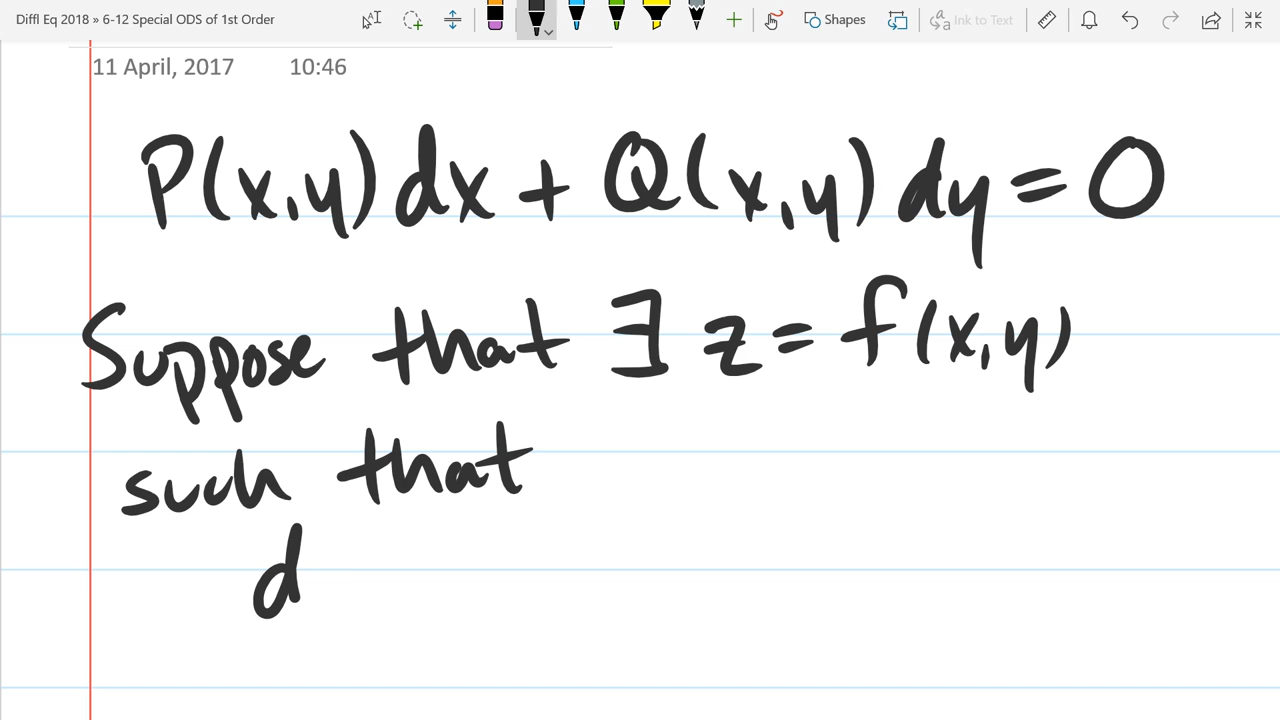 Diffl Eq 2018 » 6-12 Special ODS of 1st Order
Shapes
Ink to Text
11 April, 2017 10:46
P(x,y)dx + Q(x,y)dy = 0
Suppose that ∃ z = f(x,y)
such that
d